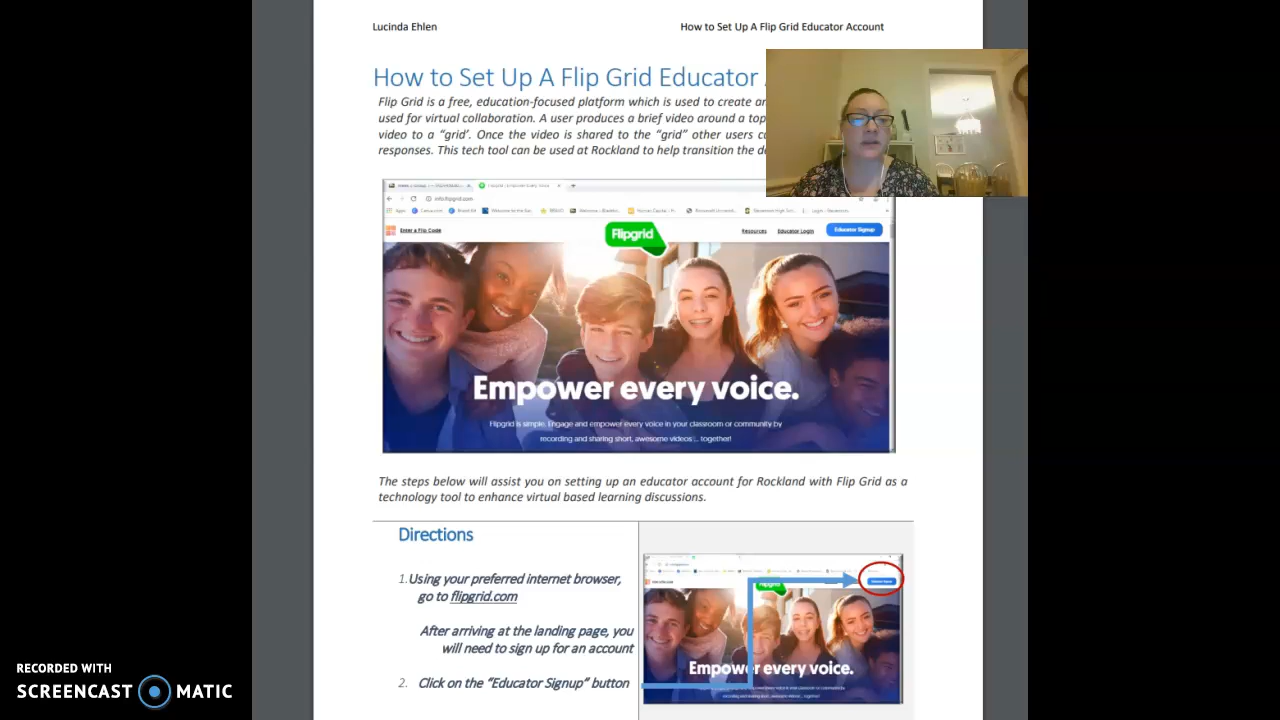 Lucinda Ehlen
How to Set Up A Flip Grid Educator Account
How to Set Up A Flip Grid Educator
Flip Grid is a free, education-focused platform which is used to create
used for virtual collaboration. A user produces a brief video around a
video to a “grid’. Once the video is shared to the “grid” other users
responses. This tech tool can be used at Rockland to help transition the
info.flipgrid.com
Apps
Enter a Flip Code
Flipgrid
Resources
Educator Login
Educator Signup
Empower every voice.
Flipgrid is simple. Engage and empower every voice in your classroom or community by
recording and sharing short, awesome videos... together!
The steps below will assist you on setting up an educator account for Rockland with Flip Grid as a
technology tool to enhance virtual based learning discussions.
Directions
1. Using your preferred internet browser,
go to flipgrid.com
After arriving at the landing page, you
will need to sign up for an account
2. Click on the “Educator Signup” button
Flipgrid
Empower every voice.
RECORDED WITH
SCREENCAST MATIC